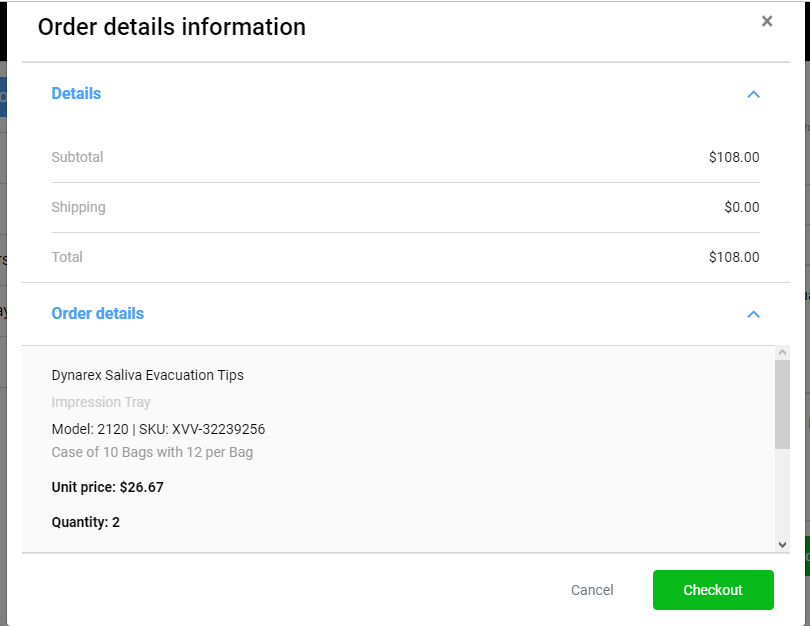 Order details information
×
Details
Subtotal $108.00
Shipping $0.00
Total $108.00
Order details
Dynarex Saliva Evacuation Tips
Impression Tray
Model: 2120 | SKU: XVV-32239256
Case of 10 Bags with 12 per Bag
Unit price: $26.67
Quantity: 2
Cancel Checkout